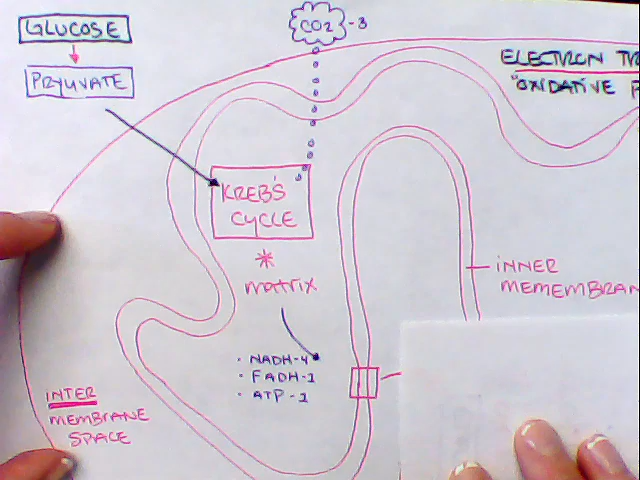 GLUCOSE
PRYUVATE
CO2 - 3
ELECTRON TR
"OXIDATIVE P
KREB'S
CYCLE
* matrix
INNER
MEMEMBRAN
• NADH-4
• FADH-1
• ATP-1
INTER
MEMBRANE
SPACE